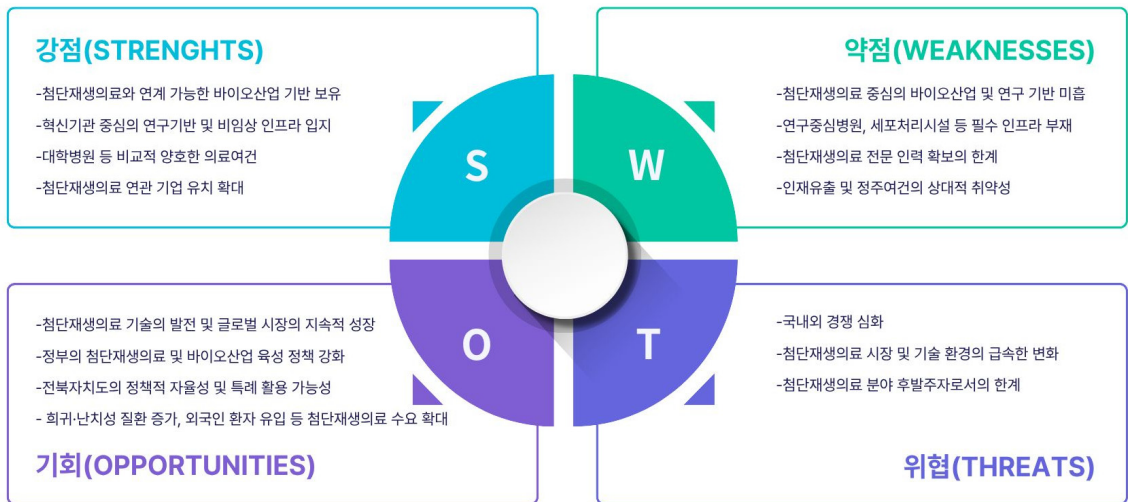 강점(STRENGHTS)
-첨단재생의료와 연계 가능한 바이오산업 기반 보유
-혁신기관 중심의 연구기반 및 비임상 인프라 입지
-대학병원 등 비교적 양호한 의료여건
-첨단재생의료 연관 기업 유치 확대
S
약점(WEAKNESSES)
-첨단재생의료 중심의 바이오산업 및 연구 기반 미흡
-연구중심병원, 세포처리시설 등 필수 인프라 부재
-첨단재생의료 전문 인력 확보의 한계
-인재유출 및 정주여건의 상대적 취약성
W
-첨단재생의료 기술의 발전 및 글로벌 시장의 지속적 성장
-정부의 첨단재생의료 및 바이오산업 육성 정책 강화
-전북자치도의 정책적 자율성 및 특례 활용 가능성
- 희귀·난치성 질환 증가, 외국인 환자 유입 등 첨단재생의료 수요 확대
기회(OPPORTUNITIES)
O
-국내외 경쟁 심화
-첨단재생의료 시장 및 기술 환경의 급속한 변화
-첨단재생의료 분야 후발주자로서의 한계
위협(THREATS)
T